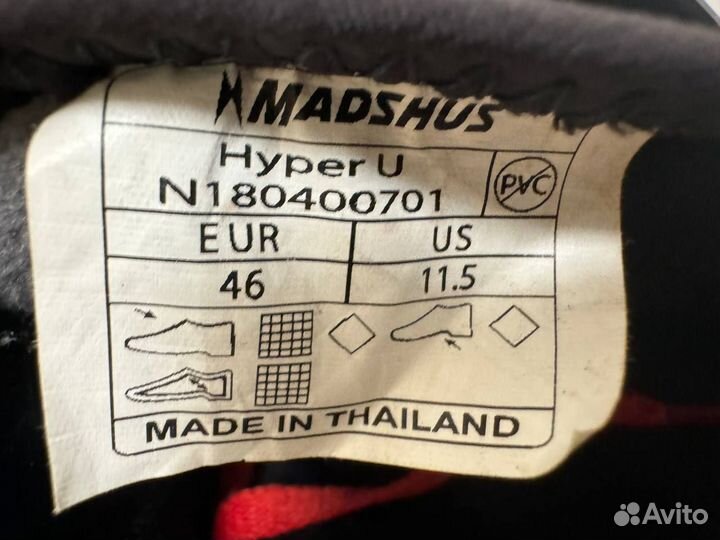 MADSHUS
Hyper U
N180400701
PVC
EUR US
46 11.5
MADE IN THAILAND
Avito